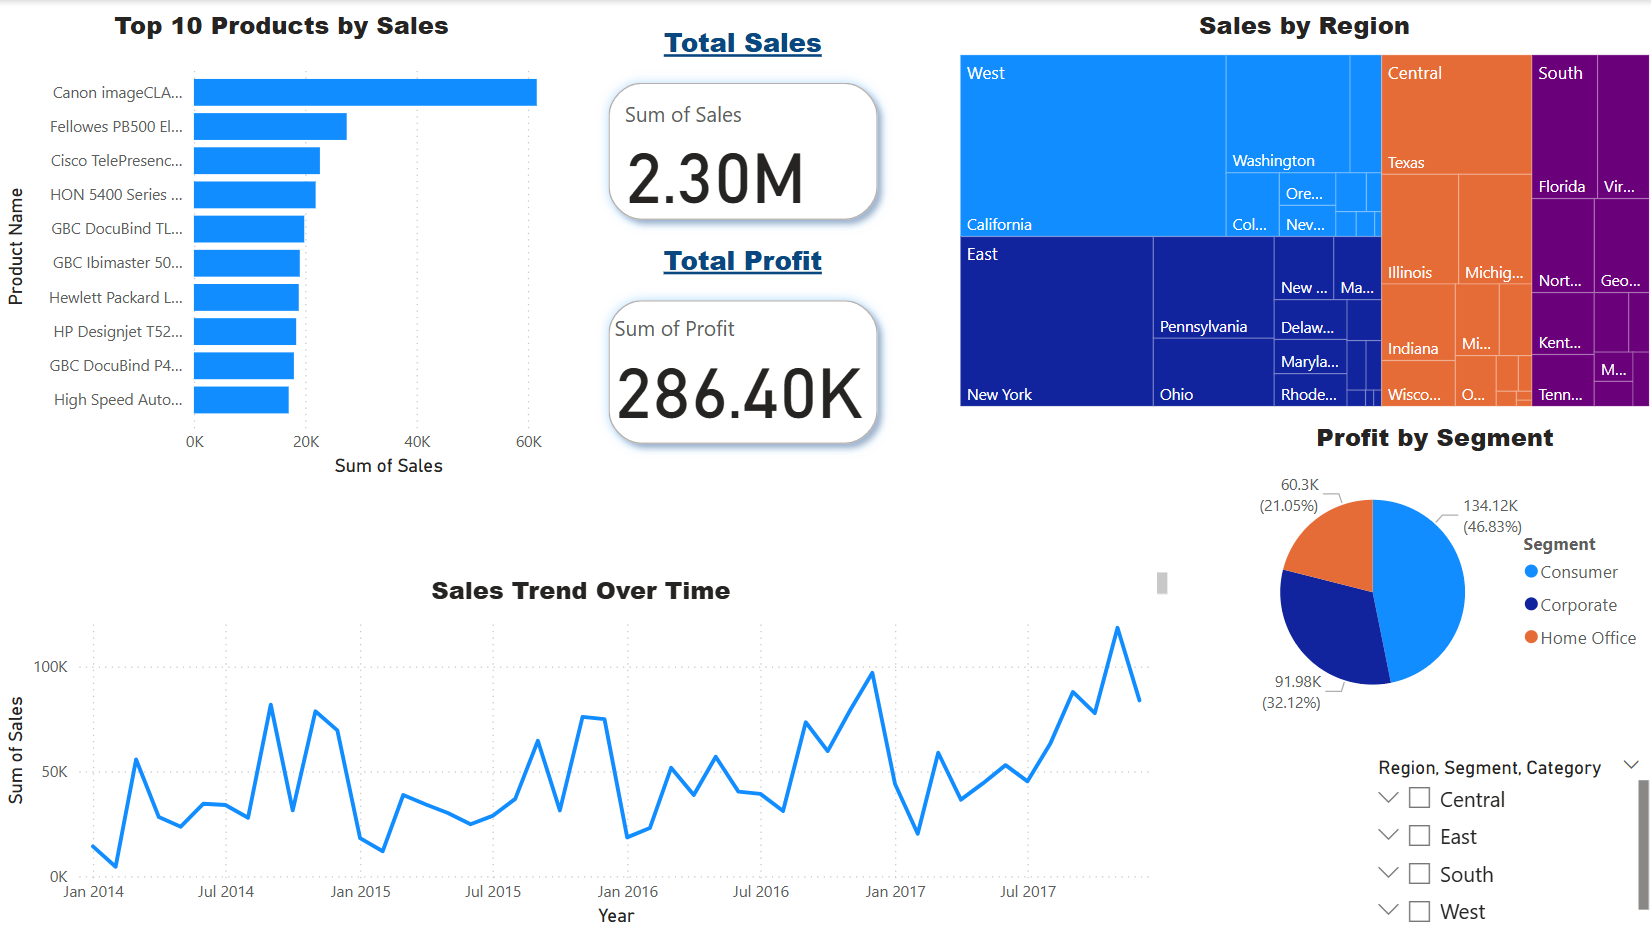 Top 10 Products by Sales
Product Name
Canon imageCLA...
Fellowes PB500 El...
Cisco TelePresenc...
HON 5400 Series ...
GBC DocuBind TL...
GBC Ibimaster 50...
Hewlett Packard L...
HP Designjet T52...
GBC DocuBind P4...
High Speed Auto...
0K 20K 40K 60K
Sum of Sales
Total Sales
Sum of Sales
2.30M
Total Profit
Sum of Profit
286.40K
Sales by Region
West
California
Washington
Col...
Ore...
Nev...
East
New York
Pennsylvania
Ohio
New ...
Ma...
Delaw...
Maryla...
Rhode...
Central
Texas
Illinois
Michig...
Indiana
Mi...
Wisco...
O...
South
Florida
Vir...
Nort...
Geo...
Kent...
M...
Tenn...
Profit by Segment
60.3K
(21.05%)
134.12K
(46.83%)
91.98K
(32.12%)
Segment
Consumer
Corporate
Home Office
Sales Trend Over Time
Sum of Sales
100K
50K
0K
Jan 2014 Jul 2014 Jan 2015 Jul 2015 Jan 2016 Jul 2016 Jan 2017 Jul 2017
Year
Region, Segment, Category
Central
East
South
West